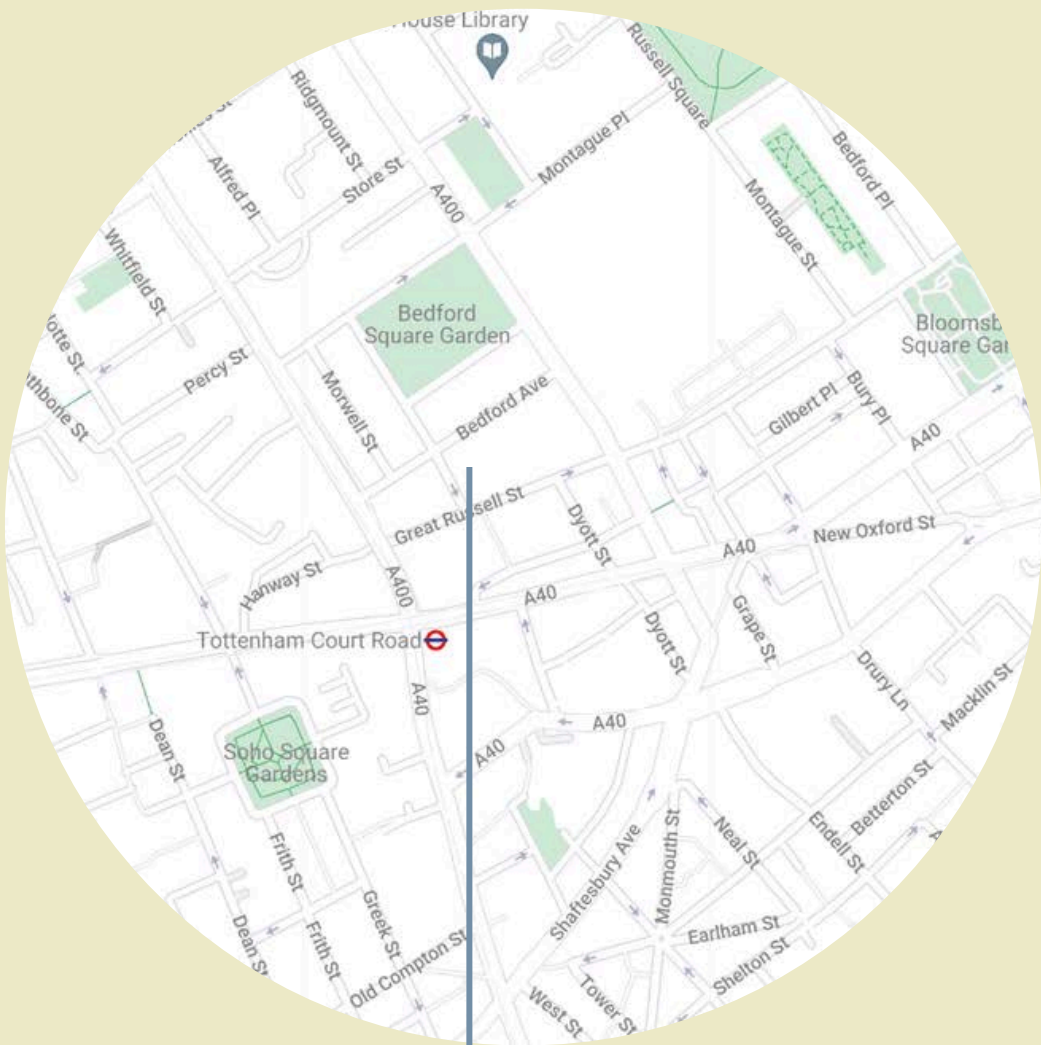 House Library
Russell Square
Ridgmount St
Montague Pl
Bedford Pl
Alfred Pl
Store St
A400
Montague St
Whitfield St
Bedford
Square Garden
Square
Percy St
Morwell St
Bedford Ave
Bury Pl
Gilbert Pl
A40
Great Russell St
Dyott St
New Oxford St
A40
Hanway St
A400
A40
Grape St
Dyott St
Tottenham Court Road
A40
Drury Ln
Macklin St
A40
Dean St
Soho Square
Gardens
A40
Betterton St
Endell St
Neal St
Monmouth St
Shaftesbury Ave
Frith St
Greek St
Earlham St
Dean St
Frith St
Old Compton St
Shelton St
West St
Tower St